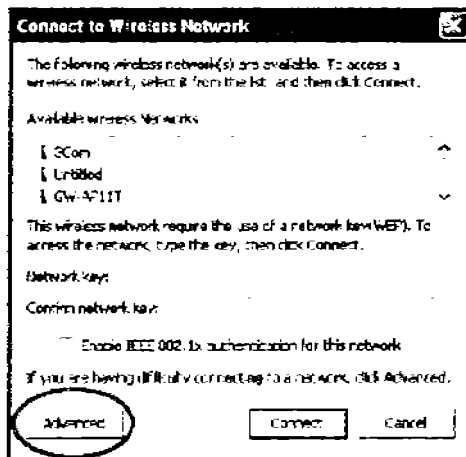 Connect to Wireless Network
The following wireless network(s) are available. To access a
wireless network, select it from the list, and then click Connect.
Available wireless Networks
3Com
Untitled
GW-AP11T
This wireless network require the use of a network key(WEP). To
access the network, type the key, then click Connect.
Network key:
Confirm network key:
Enable IEEE 802.1x authentication for this network
If you are having difficulty connecting to a network, click Advanced.
Advanced
Connect
Cancel